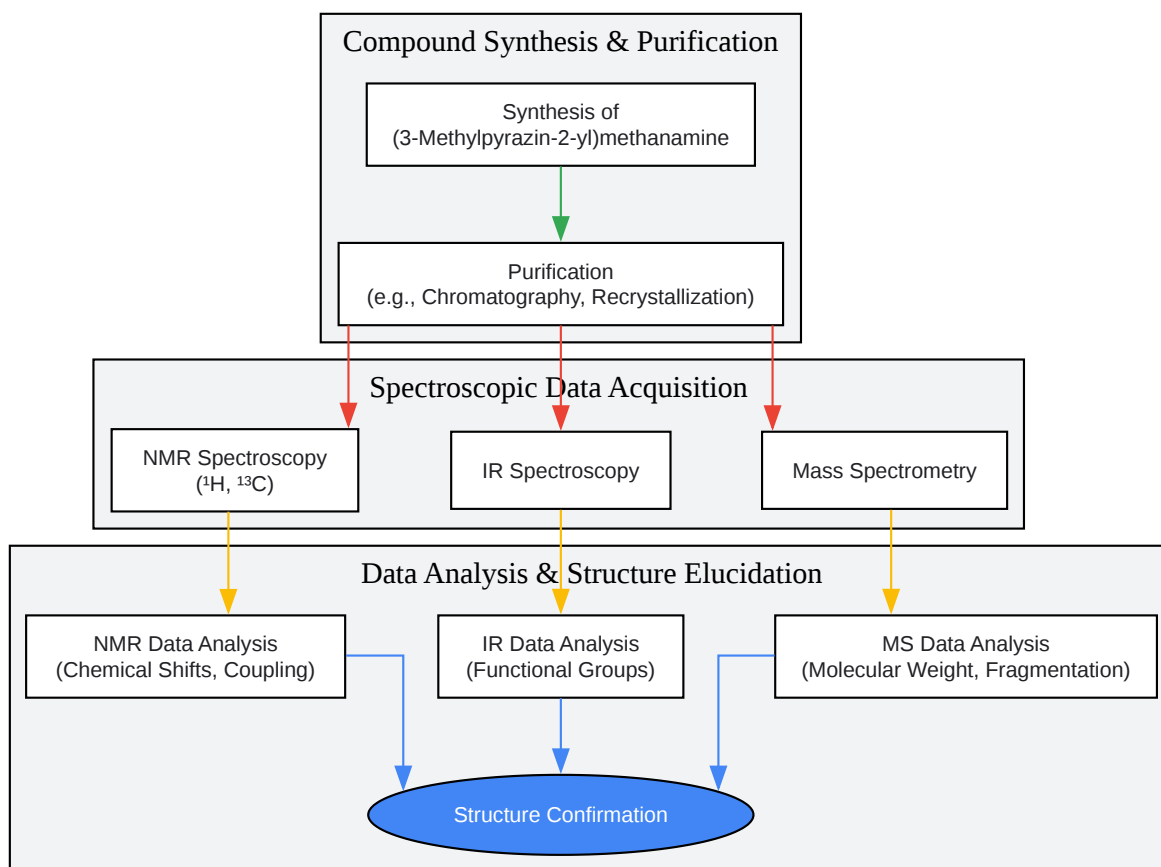 Compound Synthesis & Purification
Synthesis of
(3-Methylpyrazin-2-yl)methanamine
Purification
(e.g., Chromatography, Recrystallization)
Spectroscopic Data Acquisition
NMR Spectroscopy
(¹H, ¹³C)
IR Spectroscopy
Mass Spectrometry
Data Analysis & Structure Elucidation
NMR Data Analysis
(Chemical Shifts, Coupling)
IR Data Analysis
(Functional Groups)
MS Data Analysis
(Molecular Weight, Fragmentation)
Structure Confirmation